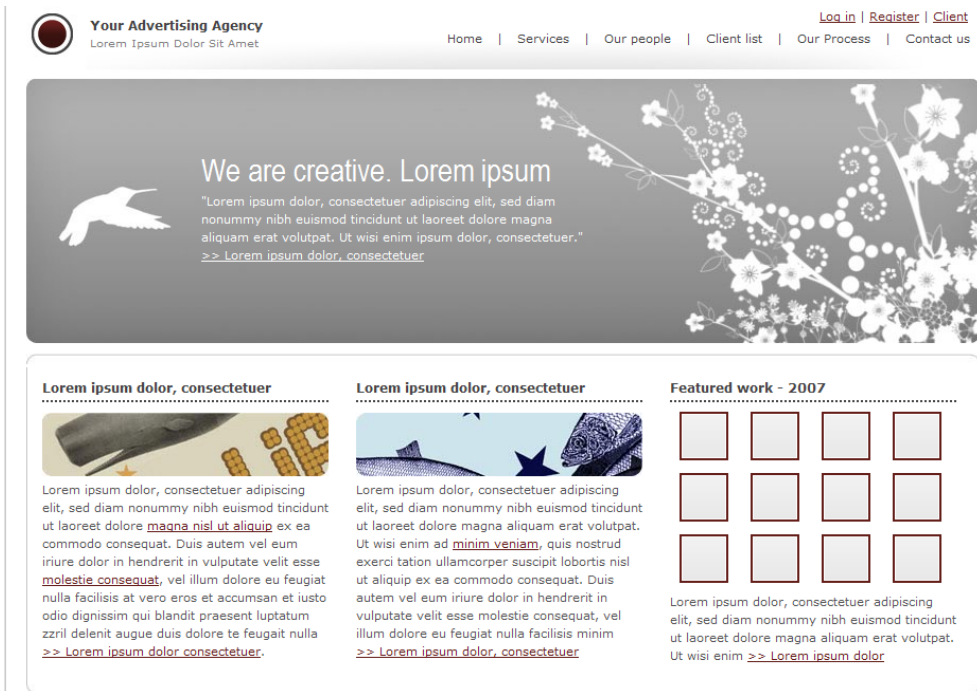 Your Advertising Agency
Lorem Ipsum Dolor Sit Amet
Log in | Register | Client
Home | Services | Our people | Client list | Our Process | Contact us
We are creative. Lorem ipsum
"Lorem ipsum dolor, consectetuer adipiscing elit, sed diam
nonummy nibh euismod tincidunt ut laoreet dolore magna
aliquam erat volutpat. Ut wisi enim ipsum dolor, consectetuer."
>> Lorem ipsum dolor, consectetuer
Lorem ipsum dolor, consectetuer
Lorem ipsum dolor, consectetuer adipiscing
elit, sed diam nonummy nibh euismod tincidunt
ut laoreet dolore magna nisl ut aliquip ex ea
commodo consequat. Duis autem vel eum
iriure dolor in hendrerit in vulputate velit esse
molestie consequat, vel illum dolore eu feugiat
nulla facilisis at vero eros et accumsan et iusto
odio dignissim qui blandit praesent luptatum
zzril delenit augue duis dolore te feugait nulla
>> Lorem ipsum dolor consectetuer.
Lorem ipsum dolor, consectetuer
Lorem ipsum dolor, consectetuer adipiscing
elit, sed diam nonummy nibh euismod tincidunt
ut laoreet dolore magna aliquam erat volutpat.
Ut wisi enim ad minim veniam, quis nostrud
exerci tation ullamcorper suscipit lobortis nisl
ut aliquip ex ea commodo consequat. Duis
autem vel eum iriure dolor in hendrerit in
vulputate velit esse molestie consequat, vel
illum dolore eu feugiat nulla facilisis minim
>> Lorem ipsum dolor, consectetuer
Featured work - 2007
Lorem ipsum dolor, consectetuer adipiscing
elit, sed diam nonummy nibh euismod tincidunt
ut laoreet dolore magna aliquam erat volutpat.
Ut wisi enim >> Lorem ipsum dolor